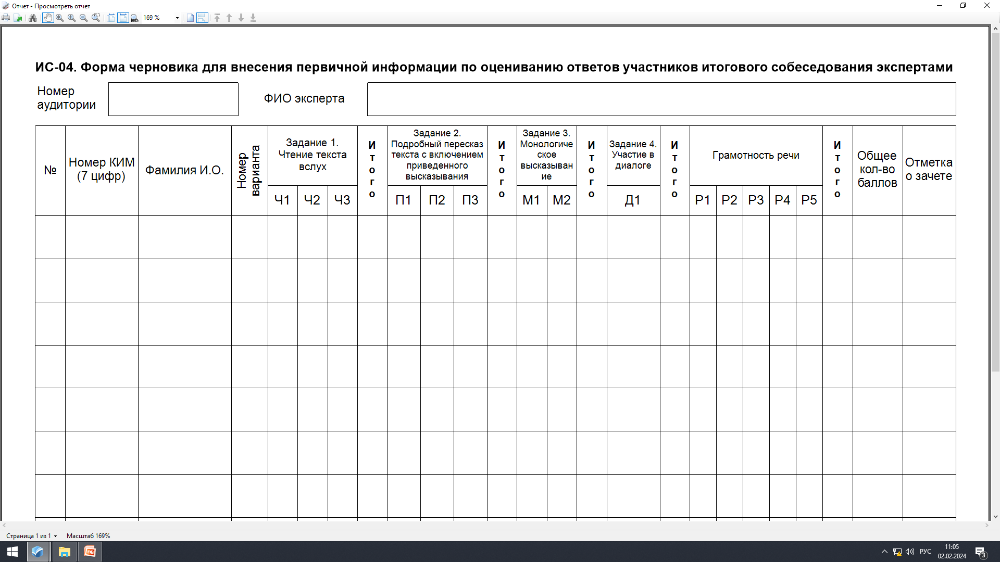 Отчет - Просмотреть отчет
169 %
ИС-04. Форма черновика для внесения первичной информации по оцениванию ответов участников итогового собеседования экспертами
Номер
аудитории
ФИО эксперта
№
Номер КИМ
(7 цифр)
Фамилия И.О.
Номер
варианта
Задание 1.
Чтение текста
вслух
Ч1 Ч2 Ч3
Итого
Задание 2.
Подробный пересказ
текста с включением
приведенного
высказывания
П1 П2 П3
Итого
Задание 3.
Монологиче
ское
высказыван
ие
М1 М2
Итого
Задание 4.
Участие в
диалоге
Д1
Итого
Грамотность речи
Р1 Р2 Р3 Р4 Р5
Итого
Общее
кол-во
баллов
Отметка
о зачете
Страница 1 из 1
Масштаб 169%
РУС
11:05
02.02.2024
3